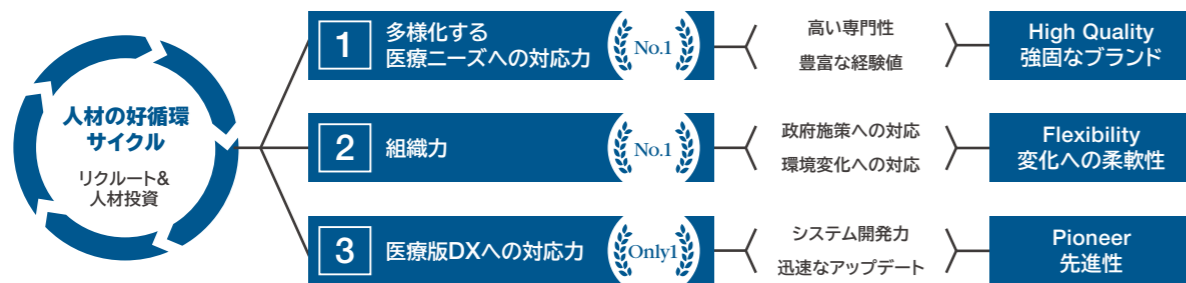 人材の好循環
サイクル
リクルート&
人材投資
1
多様化する
医療ニーズへの対応力
No.1
高い専門性
豊富な経験値
High Quality
強固なブランド
2
組織力
No.1
政府施策への対応
環境変化への対応
Flexibility
変化への柔軟性
3
医療版DXへの対応力
Only1
システム開発力
迅速なアップデート
Pioneer
先進性